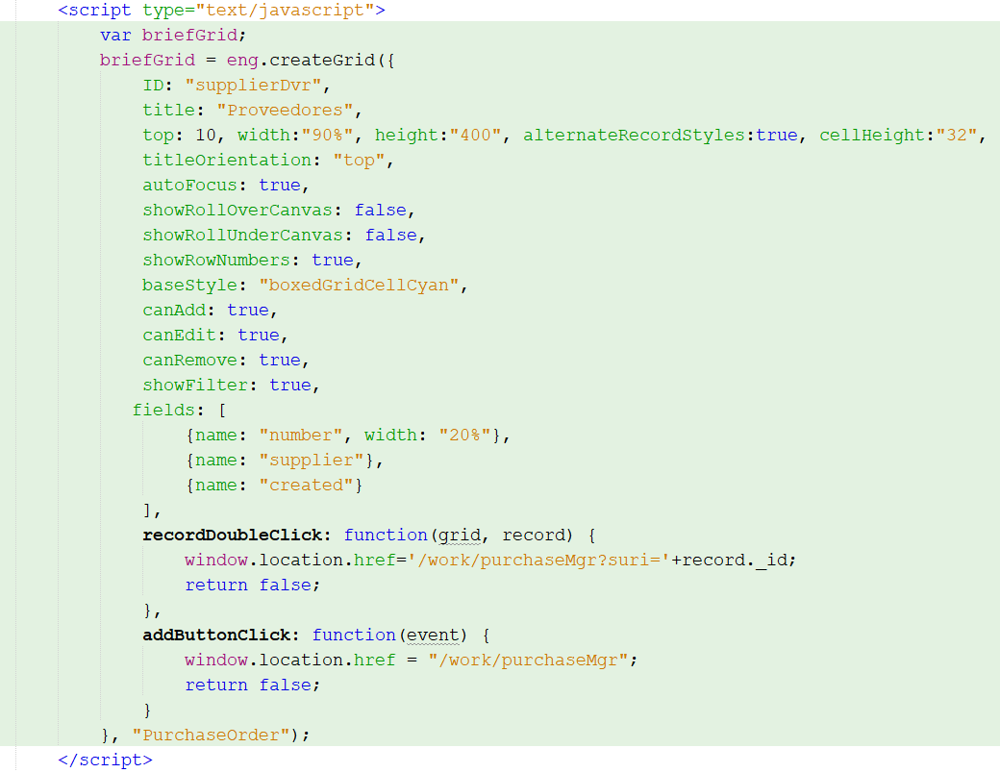 <script type="text/javascript">
    var briefGrid;
    briefGrid = eng.createGrid({
        ID: "supplierDvr",
        title: "Proveedores",
        top: 10, width:"90%", height:"400", alternateRecordStyles:true, cellHeight:"32",
        titleOrientation: "top",
        autoFocus: true,
        showRollOverCanvas: false,
        showRollUnderCanvas: false,
        showRowNumbers: true,
        baseStyle: "boxedGridCellCyan",
        canAdd: true,
        canEdit: true,
        canRemove: true,
        showFilter: true,
       fields: [
            {name: "number", width: "20%"},
            {name: "supplier"},
            {name: "created"}
        ],
        recordDoubleClick: function(grid, record) {
            window.location.href='/work/purchaseMgr?suri='+record._id;
            return false;
        },
        addButtonClick: function(event) {
            window.location.href = "/work/purchaseMgr";
            return false;
        }
    }, "PurchaseOrder");
</script>